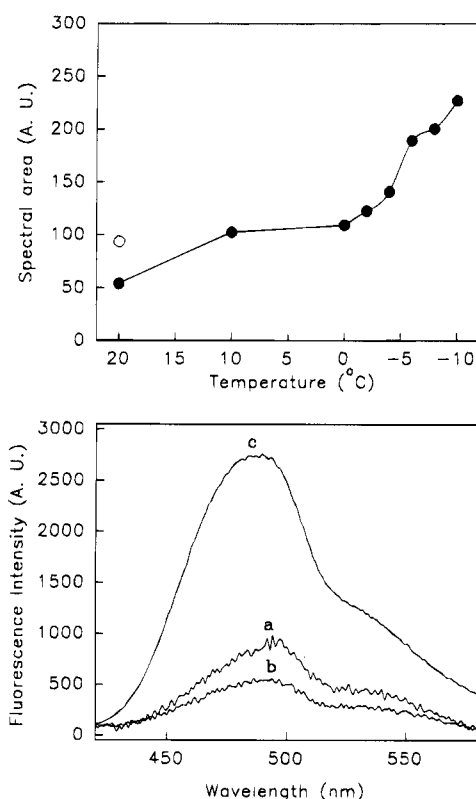 300
250
200
150
100
50
0
Spectral area (A. U.)
20 15 10 5 0 −5 −10
Temperature (°C)
3000
2500
2000
1500
1000
500
0
Fluorescence Intensity (A. U.)
c
a
b
450 500 550
Wavelength (nm)